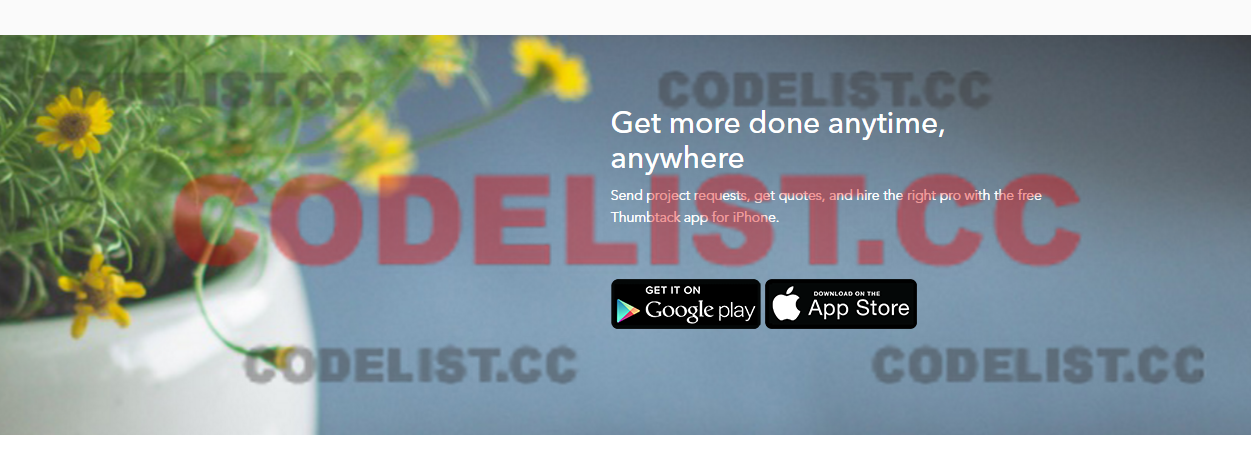 CODELIST.CC CODELIST.CC
Get more done anytime,
anywhere
CODELIST.CC
Send project requests, get quotes, and hire the right pro with the free
Thumbtack app for iPhone.
GET IT ON
Google play
DOWNLOAD ON THE
App Store
CODELIST.CC CODELIST.CC